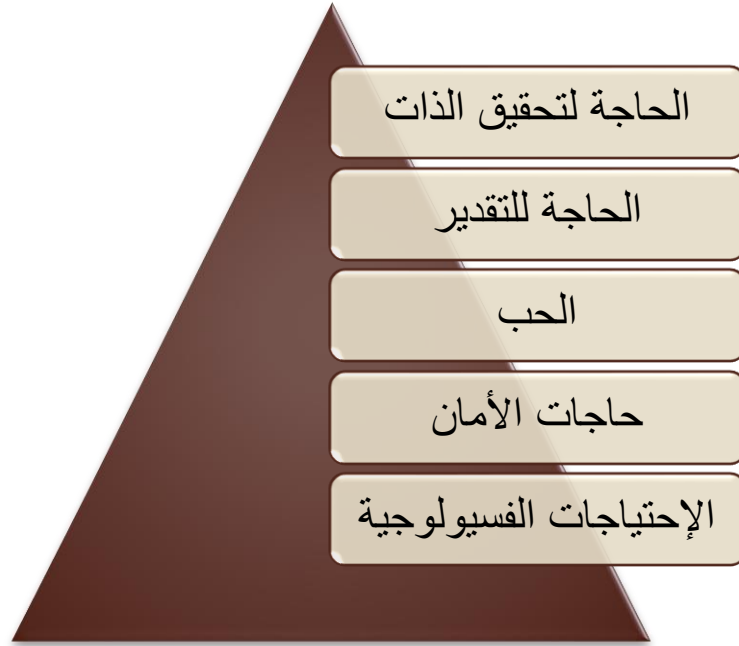 الحاجة لتحقيق الذات
الحاجة للتقدير
الحب
حاجات الأمان
الإحتياجات الفسيولوجية